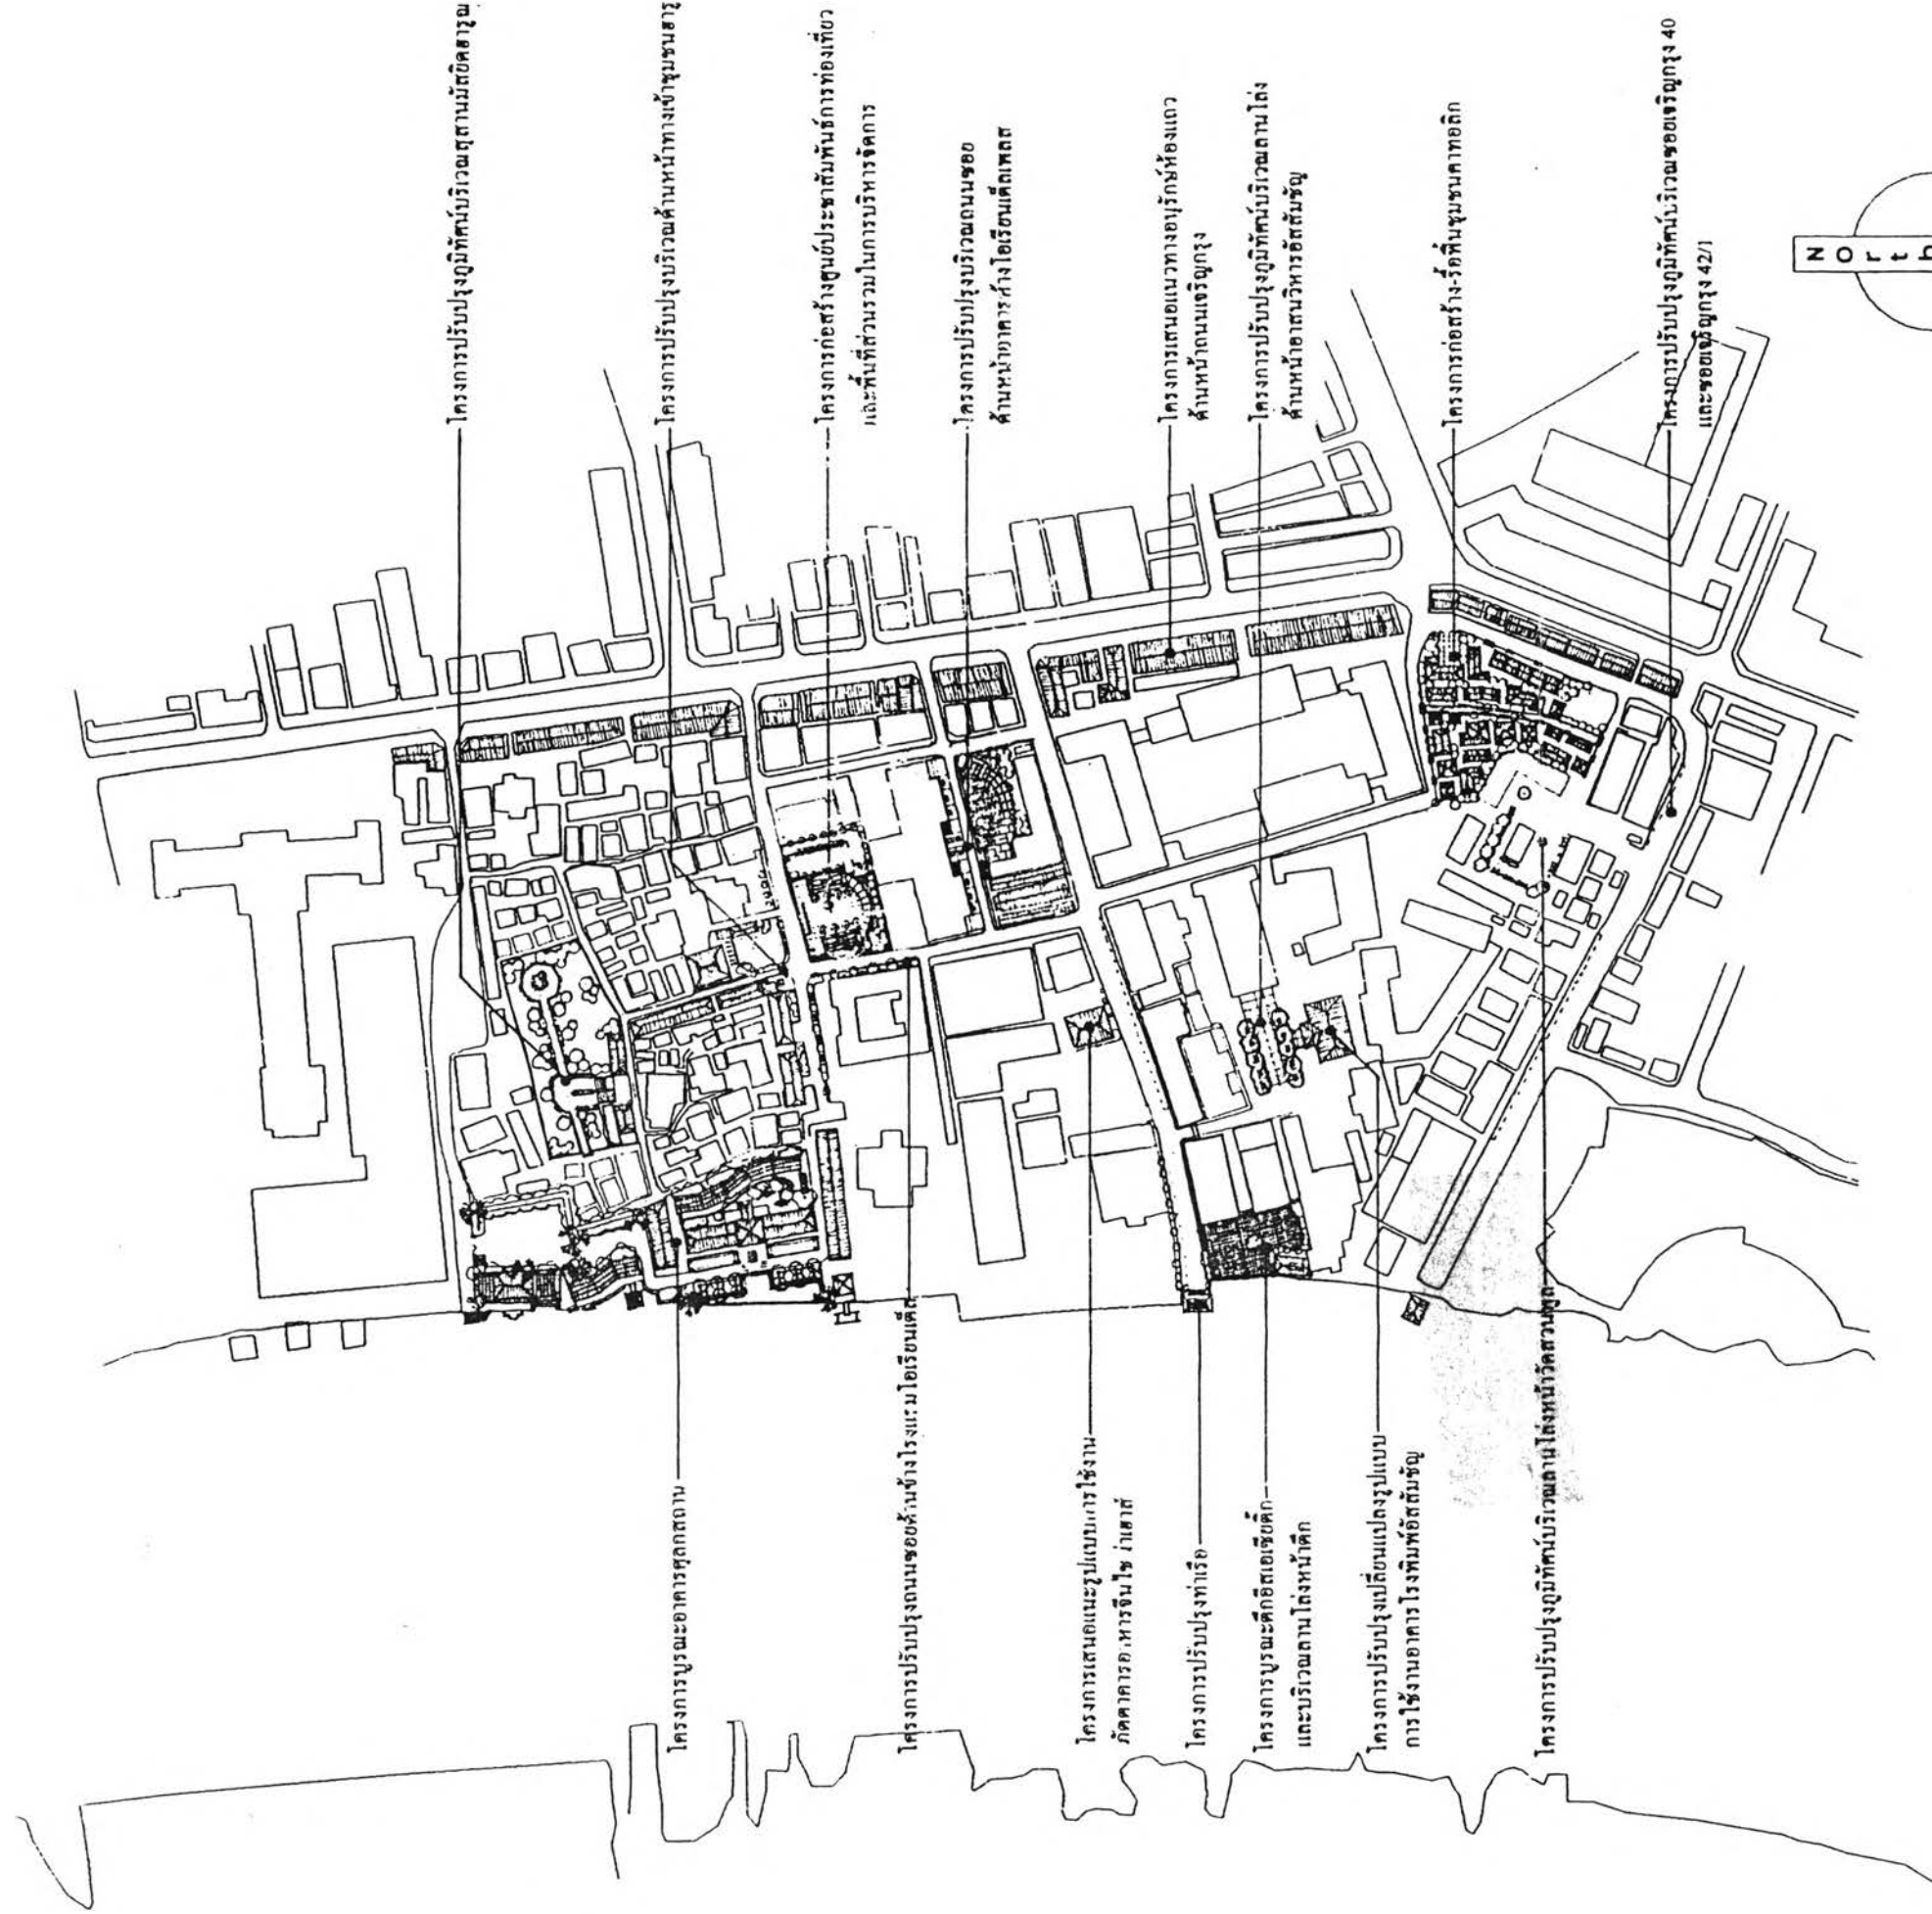 โครงการปรับปรุงภูมิทัศน์บริเวณสุสานมัสยิดฮารูณ
โครงการปรับปรุงบริเวณด้านหน้าทางเข้าชุมชนฮารู
โครงการก่อสร้างศูนย์ประชาสัมพันธ์การท่องเที่ยว
และพื้นที่ส่วนรวมในการบริหารจัดการ
โครงการปรับปรุงบริเวณถนนซอย
ด้านหน้าอาคารห้างโอเรียนเต็ลเพลส
โครงการเสนอแนวทางอนุรักษ์ห้องแถว
ด้านหน้าถนนเจริญกรุง
โครงการปรับปรุงภูมิทัศน์บริเวณลานโล่ง
ด้านหน้าอาสนวิหารอัสสัมชัญ
โครงการก่อสร้าง-รื้อฟื้นชุมชนคาทอลิก
โครงการปรับปรุงภูมิทัศน์บริเวณซอยเจริญกรุง 40
และซอยเจริญกรุง 42/1
North
โครงการบูรณะอาคารศุลกสถาน
โครงการปรับปรุงถนนซอยด้านข้างโรงแรมโอเรียนเต็ล
โครงการเสนอแนะรูปแบบการใช้งาน
ภัตตาคารอาหารจีนไชน่าเฮาส์
โครงการปรับปรุงท่าเรือ
โครงการบูรณะตึกอีสเอเชียติ๊ก
และบริเวณลานโล่งหน้าตึก
โครงการปรับปรุงเปลี่ยนแปลงรูปแบบ
การใช้งานอาคารโรงพิมพ์อัสสัมชัญ
โครงการปรับปรุงภูมิทัศน์บริเวณลานโล่งหน้าวัดสวนพูล